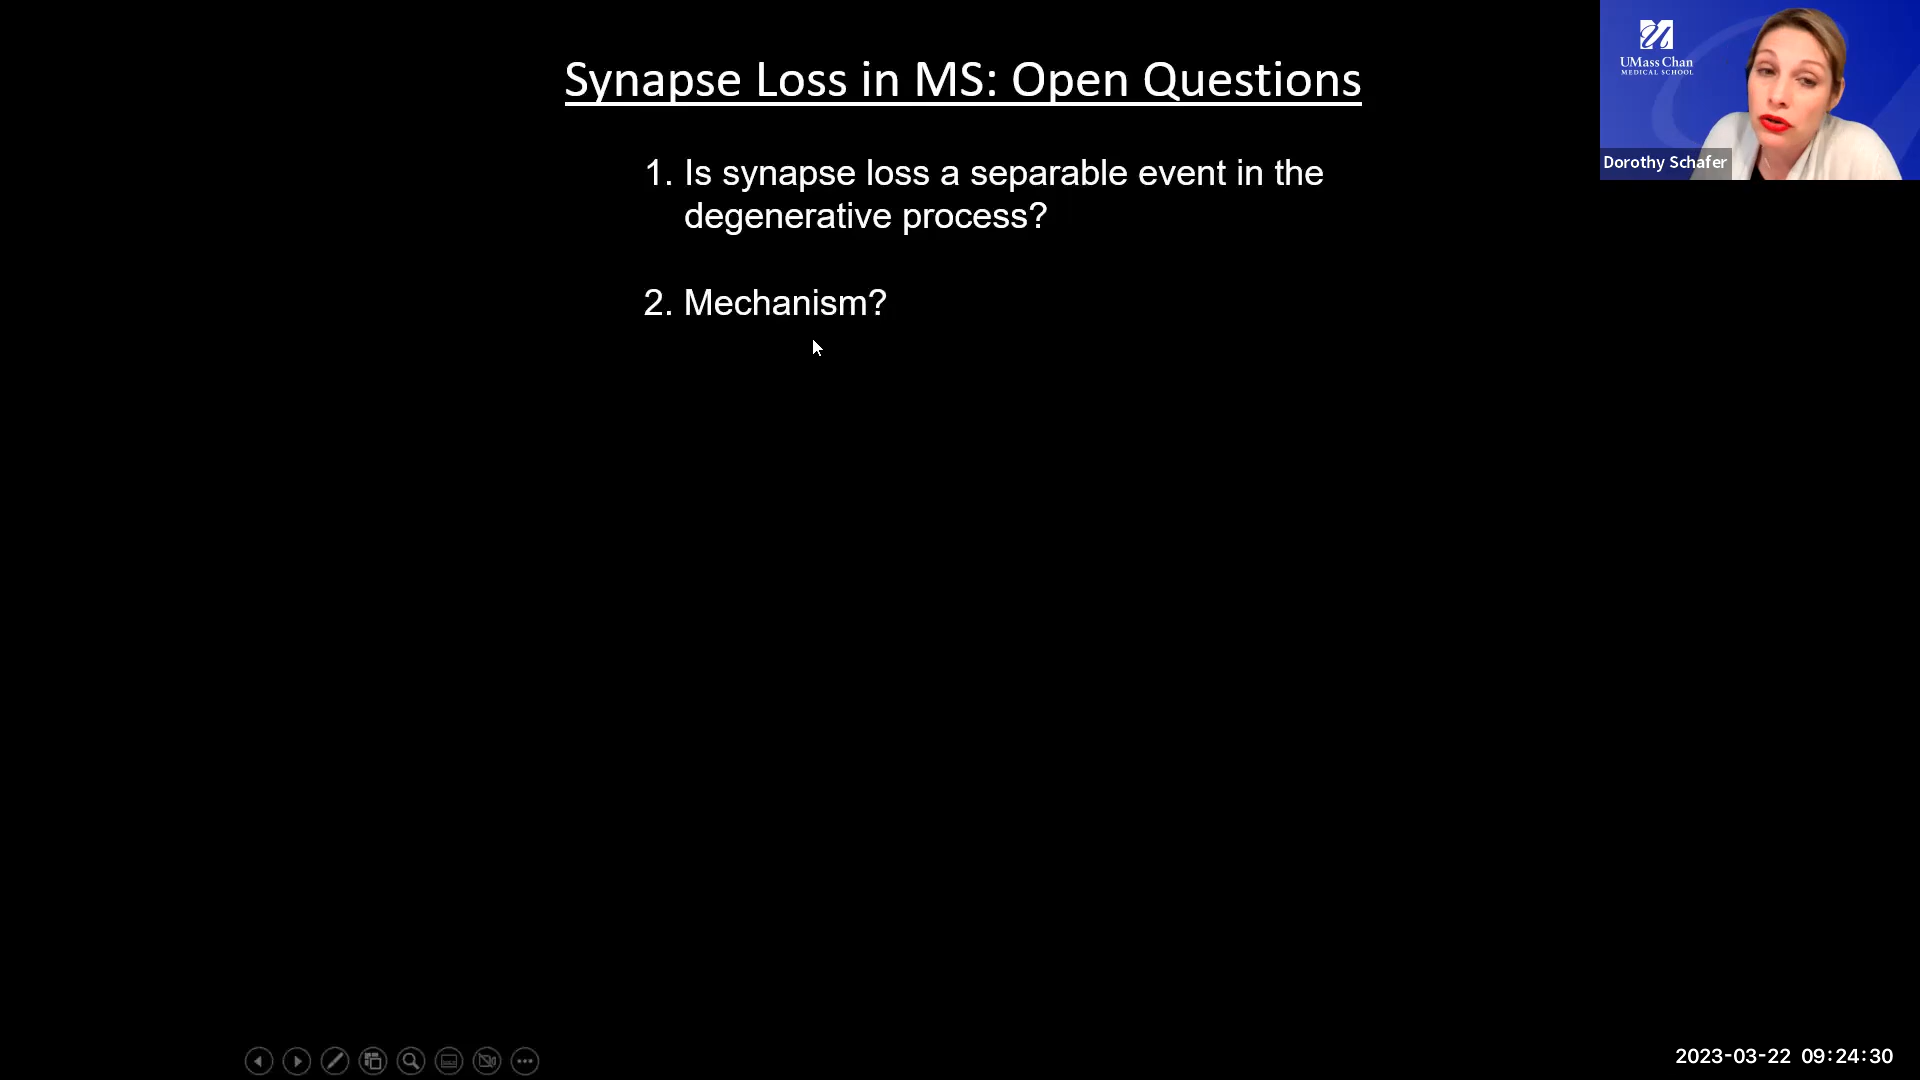 Synapse Loss in MS: Open Questions
UMass Chan
MEDICAL SCHOOL
Dorothy Schafer
1. Is synapse loss a separable event in the
degenerative process?
2. Mechanism?
2023-03-22 09:24:30